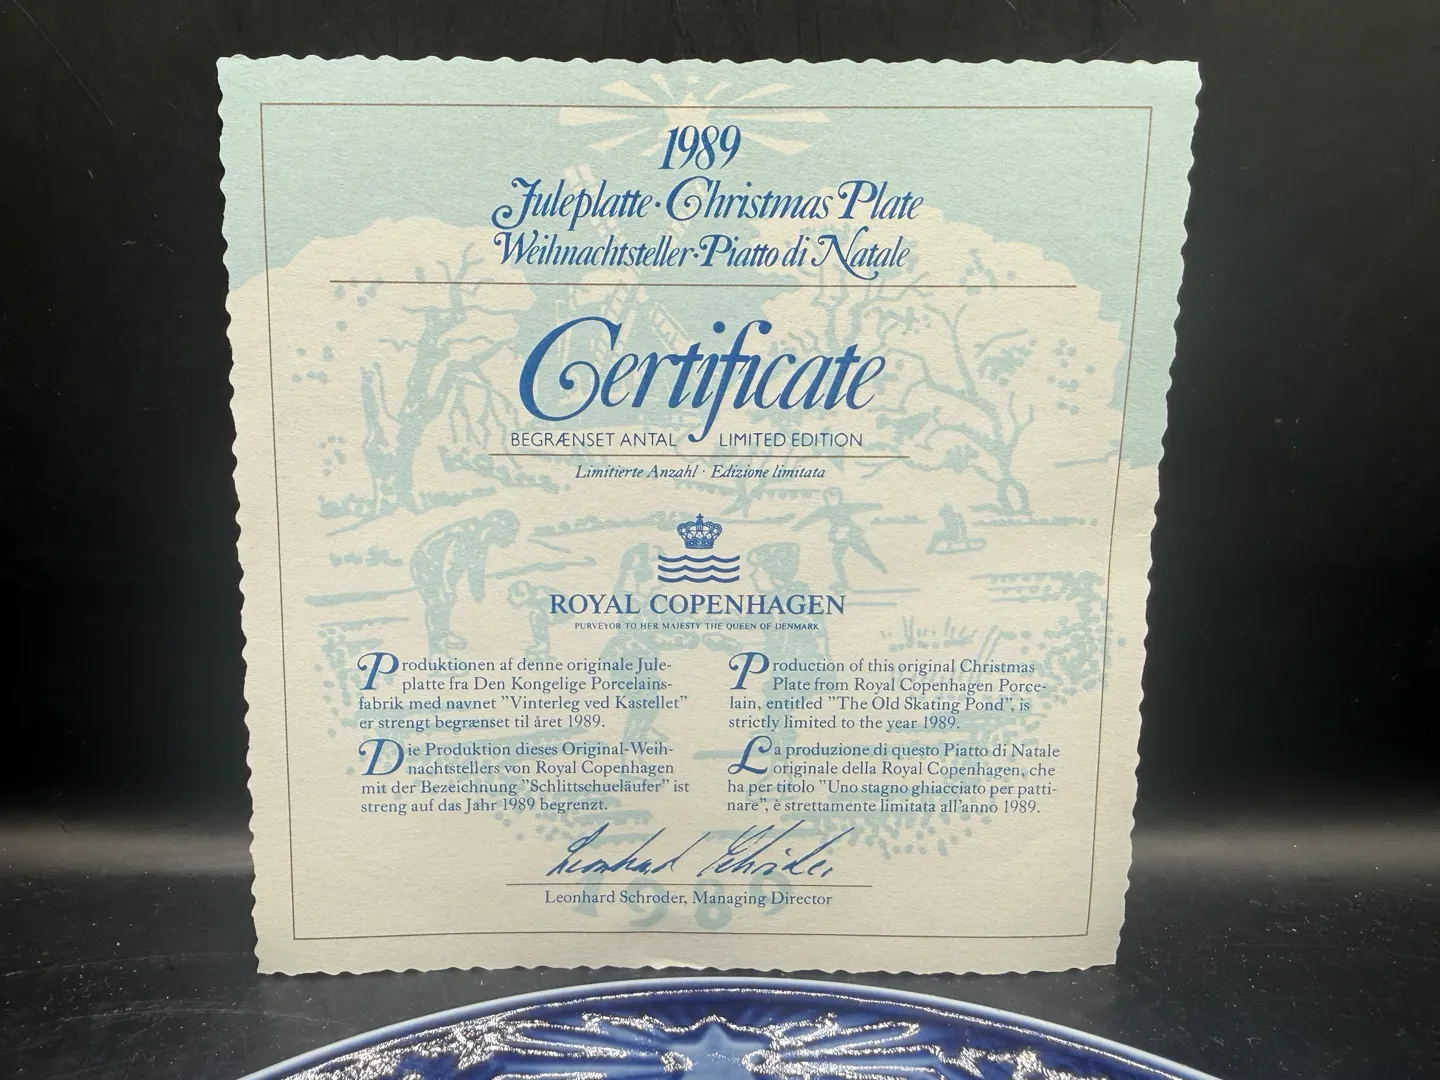 1989
Juleplatte · Christmas Plate
Weihnachtsteller · Piatto di Natale
Certificate
BEGRÆNSET ANTAL LIMITED EDITION
Limitierte Anzahl · Edizione limitata
ROYAL COPENHAGEN
PURVEYOR TO HER MAJESTY THE QUEEN OF DENMARK
Produktionen af denne originale Jule-
platte fra Den Kongelige Porcelains-
fabrik med navnet "Vinterleg ved Kastellet"
er strengt begrænset til året 1989.
Production of this original Christmas
Plate from Royal Copenhagen Porce-
lain, entitled "The Old Skating Pond", is
strictly limited to the year 1989.
Die Produktion dieses Original-Weih-
nachtstellers von Royal Copenhagen
mit der Bezeichnung "Schlittschueläufer" ist
streng auf das Jahr 1989 begrenzt.
La produzione di questo Piatto di Natale
originale della Royal Copenhagen, che
ha per titolo "Uno stagno ghiacciato per patti-
nare", è strettamente limitata all'anno 1989.
Leonhard Schrøder
Leonhard Schrøder, Managing Director
1989